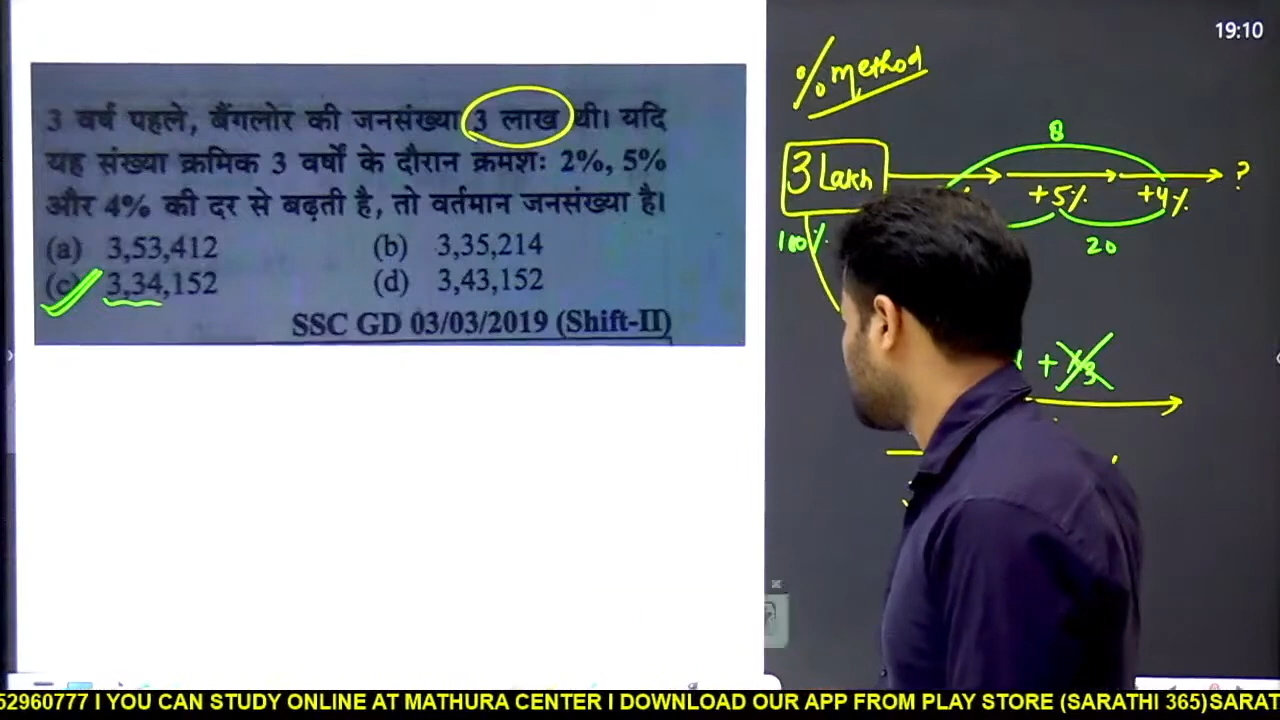 19:10
% method
3 वर्ष पहले, बैंगलोर की जनसंख्या 3 लाख थी। यदि
यह संख्या क्रमिक 3 वर्षों के दौरान क्रमशः 2%, 5%
और 4% की दर से बढ़ती है, तो वर्तमान जनसंख्या है।
(a) 3,53,412 (b) 3,35,214
(c) 3,34,152 (d) 3,43,152
SSC GD 03/03/2019 (Shift-II)
8
3 Lakh ?
+5% +4%
100% 20
+
52960777 I YOU CAN STUDY ONLINE AT MATHURA CENTER I DOWNLOAD OUR APP FROM PLAY STORE (SARATHI 365) SARAT